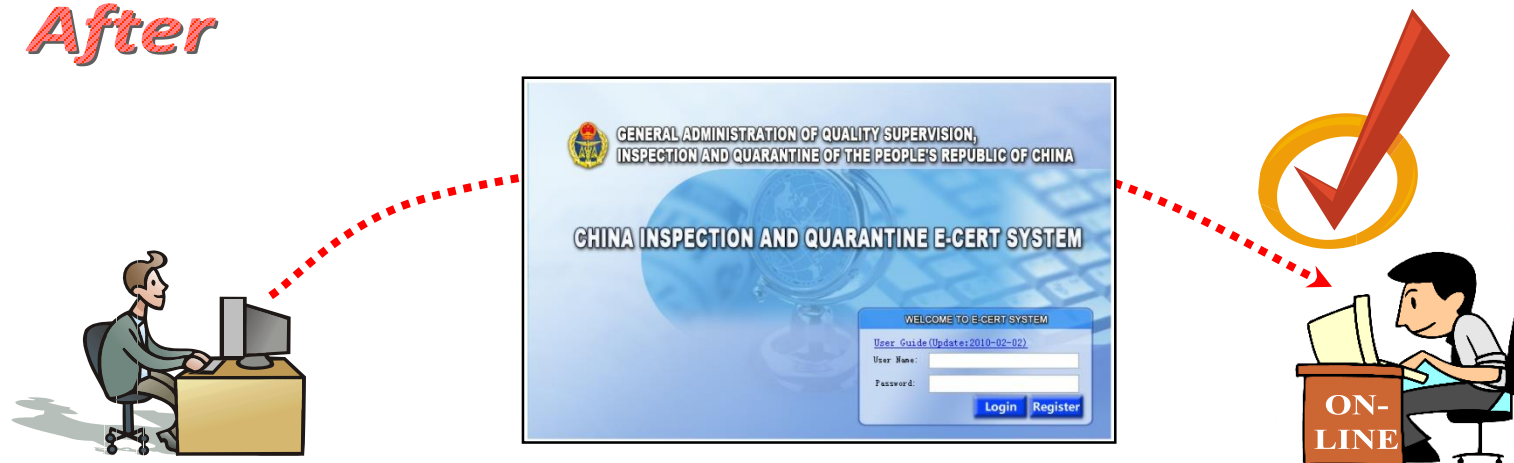 After
GENERAL ADMINISTRATION OF QUALITY SUPERVISION,
INSPECTION AND QUARANTINE OF THE PEOPLE'S REPUBLIC OF CHINA
CHINA INSPECTION AND QUARANTINE E-CERT SYSTEM
WELCOME TO E-CERT SYSTEM
User Guide(Update:2010-02-02)
User Name:
Password:
Login Register
ON-
LINE